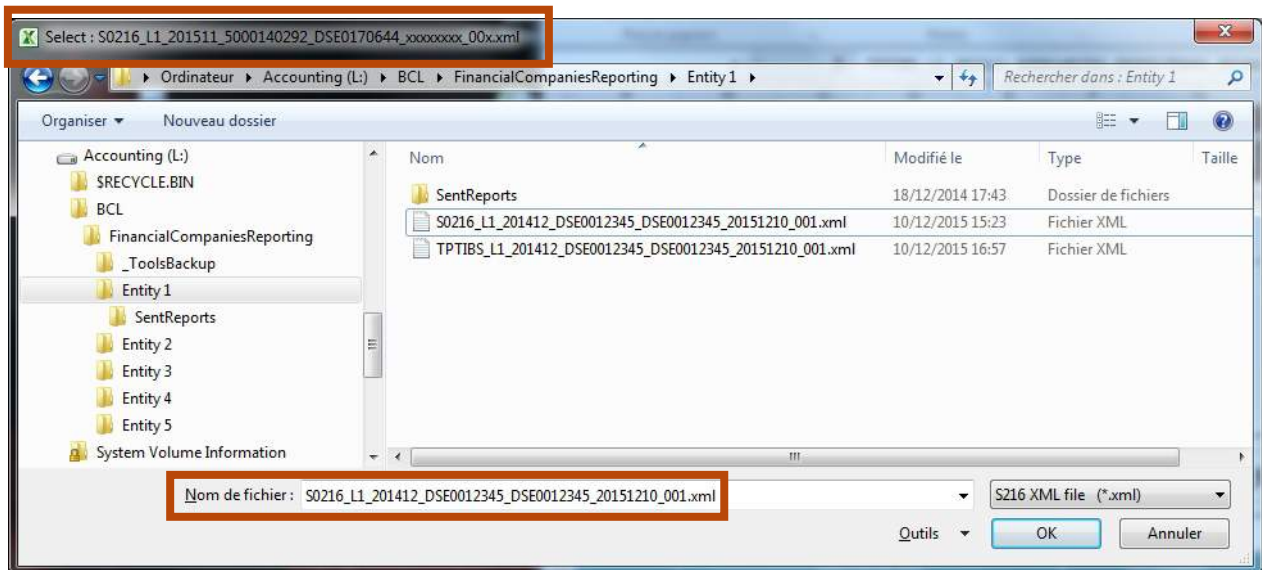 Select : S0216_L1_201511_5000140292_DSE0170644_xxxxxxxx_00x.xml
Ordinateur Accounting (L:) BCL FinancialCompaniesReporting Entity 1 Rechercher dans : Entity 1
Organiser Nouveau dossier
Nom Modifié le Type Taille
Accounting (L:)
$RECYCLE.BIN
BCL
FinancialCompaniesReporting
_ToolsBackup
Entity 1
SentReports
Entity 2
Entity 3
Entity 4
Entity 5
System Volume Information
SentReports 18/12/2014 17:43 Dossier de fichiers
S0216_L1_201412_DSE0012345_DSE0012345_20151210_001.xml 10/12/2015 15:23 Fichier XML
TPTIBS_L1_201412_DSE0012345_DSE0012345_20151210_001.xml 10/12/2015 16:57 Fichier XML
Nom de fichier : S0216_L1_201412_DSE0012345_DSE0012345_20151210_001.xml S216 XML file (*.xml)
Outils OK Annuler